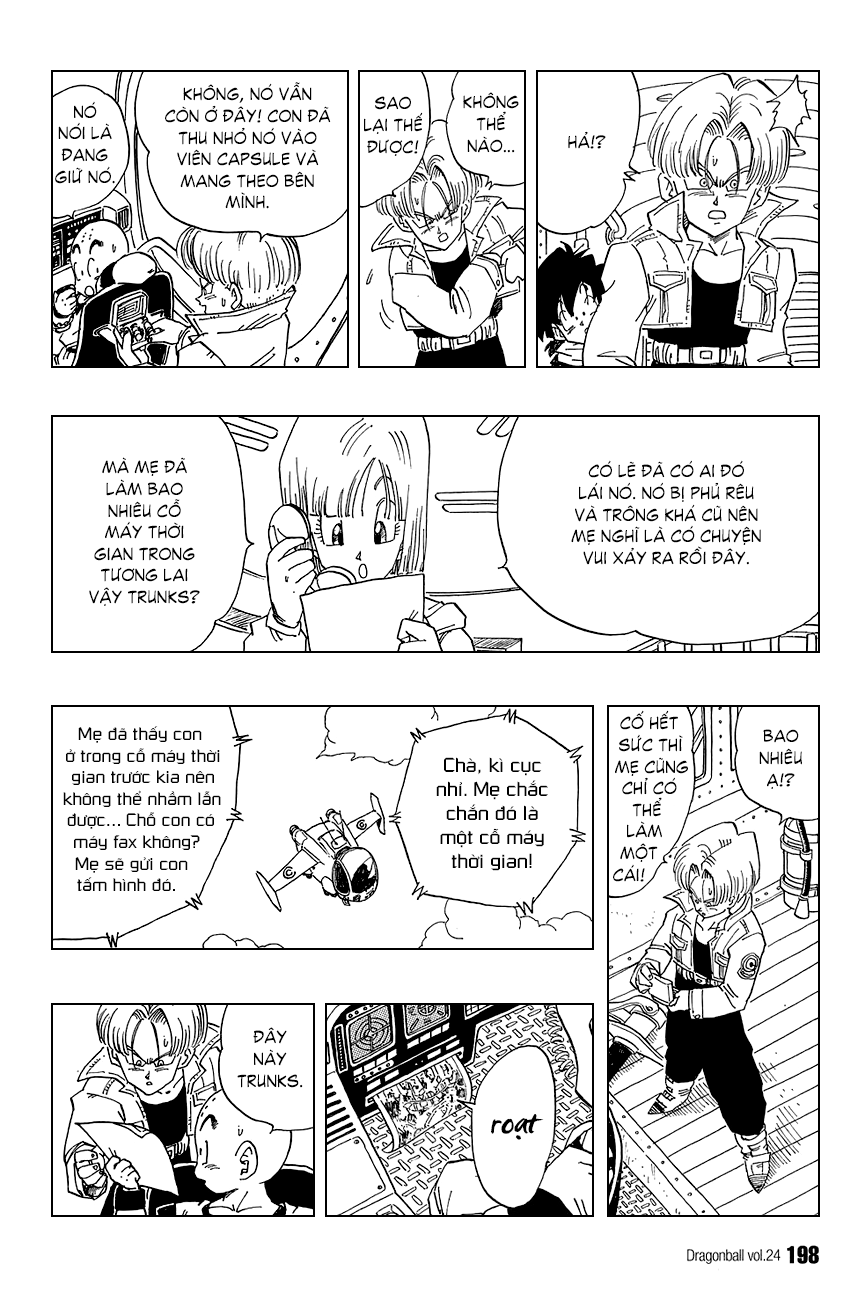 HẢ!?
KHÔNG
THỂ
NÀO...
SAO
LẠI THẾ
ĐƯỢC!
KHÔNG, NÓ VẪN
CÒN Ở ĐÂY! CON ĐÃ
THU NHỎ NÓ VÀO
VIÊN CAPSULE VÀ
MANG THEO BÊN
MÌNH.
NÓ
NÓI LÀ
ĐANG
GIỮ NÓ.
CÓ LẼ ĐÃ CÓ AI ĐÓ
LÁI NÓ. NÓ BỊ PHỦ RÊU
VÀ TRÔNG KHÁ CŨ NÊN
MẸ NGHĨ LÀ CÓ CHUYỆN
VUI XẢY RA RỒI ĐÂY.
MÀ MẸ ĐÃ
LÀM BAO
NHIÊU CỖ
MÁY THỜI
GIAN TRONG
TƯƠNG LAI
VẬY TRUNKS?
BAO
NHIÊU
Ạ!?
CỐ HẾT
SỨC THÌ
MẸ CŨNG
CHỈ CÓ
THỂ
LÀM
MỘT
CÁI!
Chà, kì cục
nhỉ. Mẹ chắc
chắn đó là
một cỗ máy
thời gian!
Mẹ đã thấy con
ở trong cỗ máy thời
gian trước kia nên
không thể nhầm lẫn
được... Chỗ con có
máy fax không?
Mẹ sẽ gửi con
tấm hình đó.
roạt
ĐÂY
NÀY
TRUNKS.
Dragonball vol.24 198